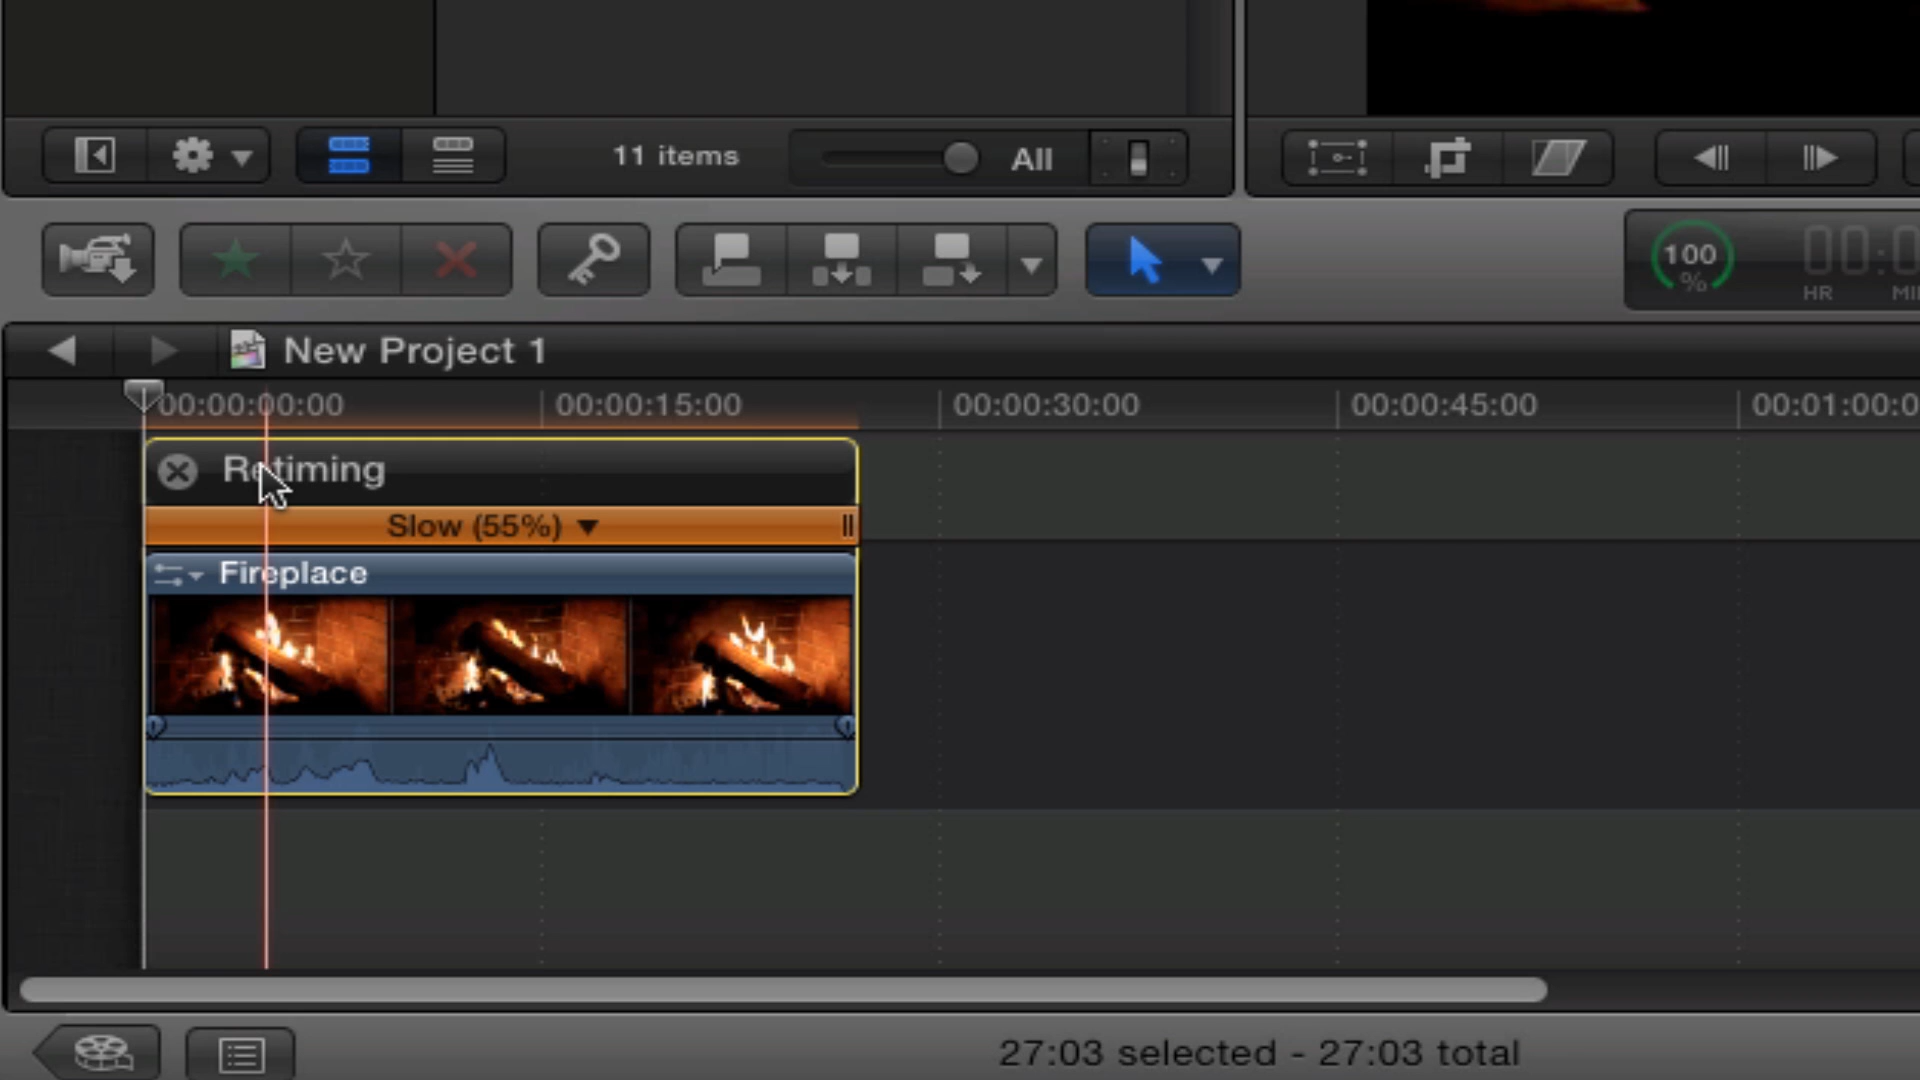 11 items
All
100
%
00:0
HR
New Project 1
00:00:00:00
00:00:15:00
00:00:30:00
00:00:45:00
00:01:00:0
Retiming
Slow (55%)
Fireplace
27:03 selected - 27:03 total